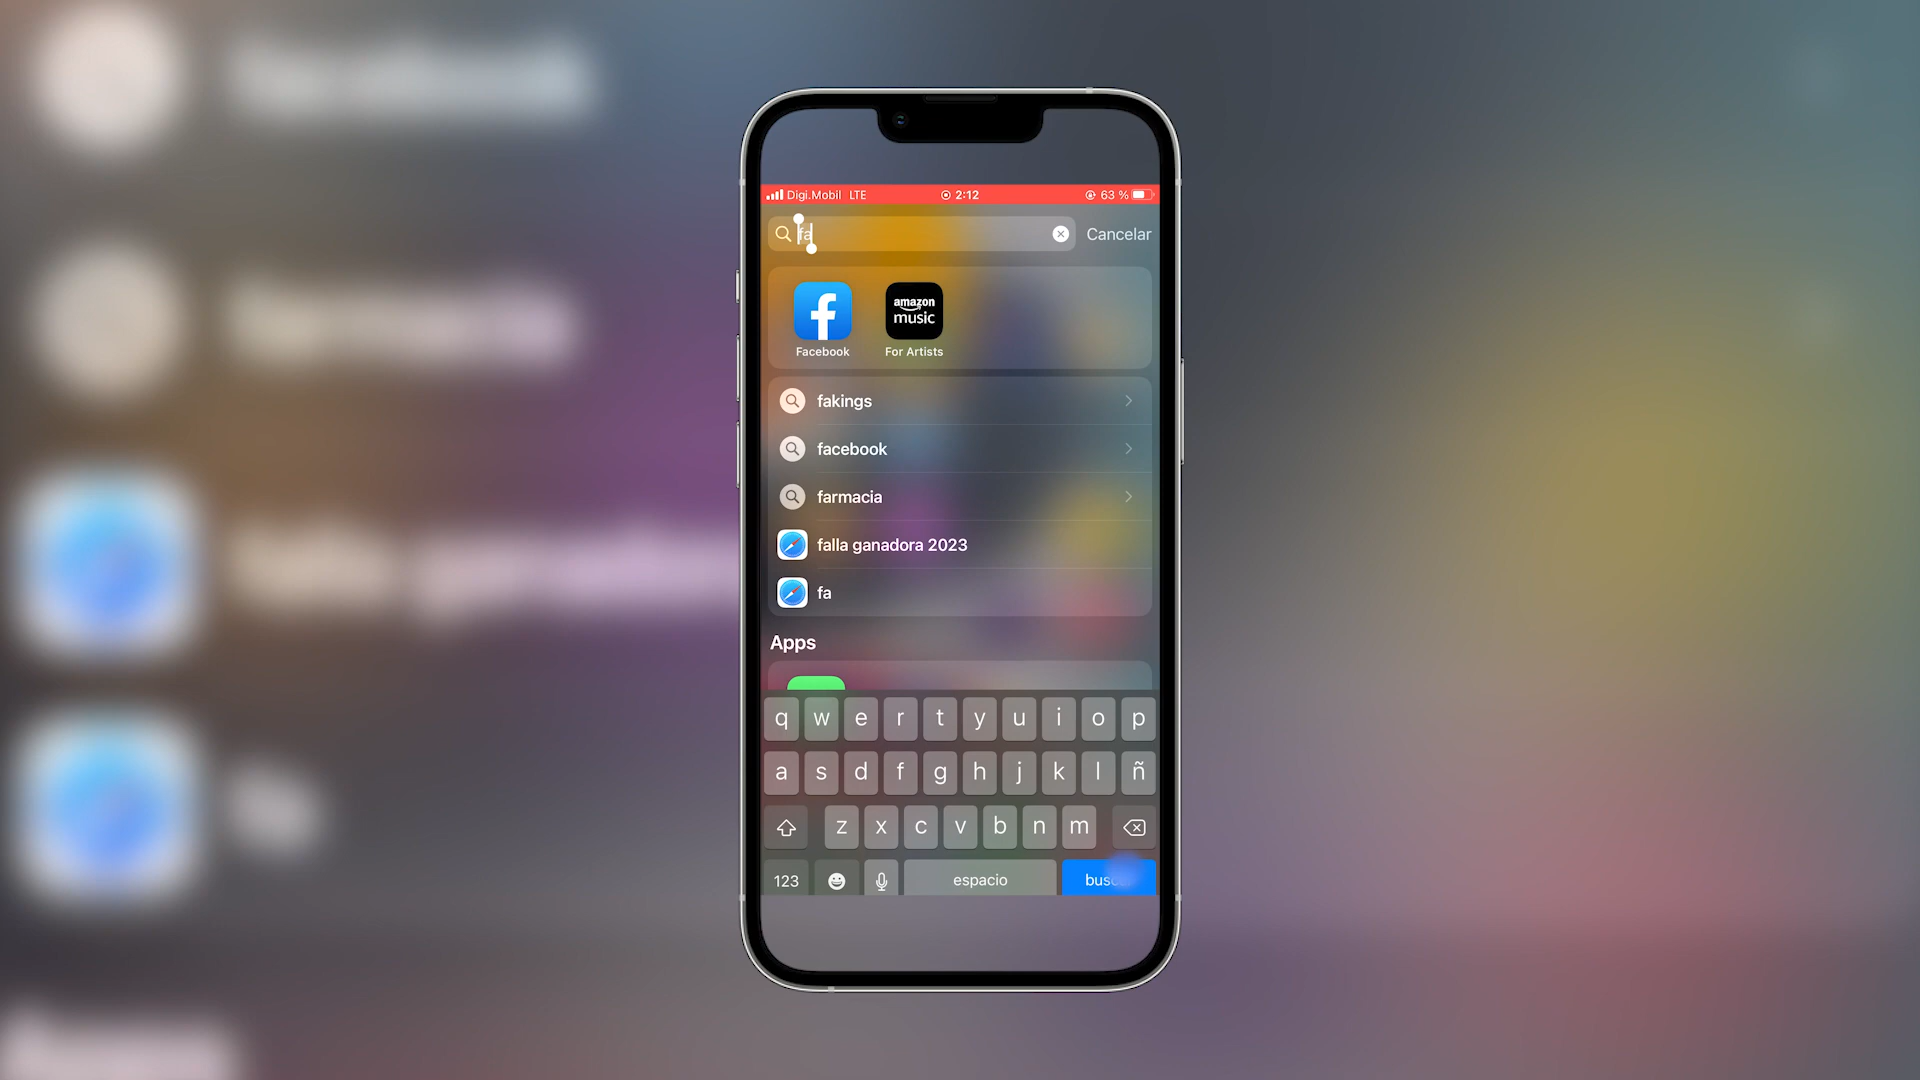 Digi.Mobil LTE 2:12 63 %
fa Cancelar
amazon music
Facebook For Artists
fakings
facebook
farmacia
falla ganadora 2023
fa
Apps
q w e r t y u i o p
a s d f g h j k l ñ
z x c v b n m
123 espacio